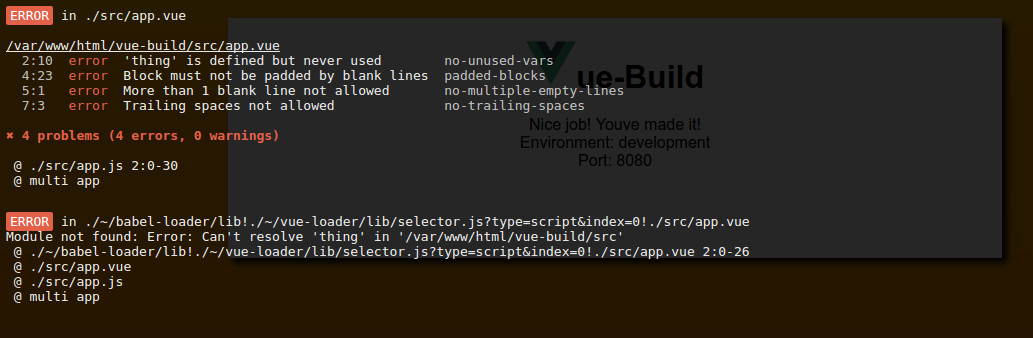 ERROR in ./src/app.vue
/var/www/html/vue-build/src/app.vue
2:10 error 'thing' is defined but never used no-unused-vars
4:23 error Block must not be padded by blank lines padded-blocks
5:1 error More than 1 blank line not allowed no-multiple-empty-lines
7:3 error Trailing spaces not allowed no-trailing-spaces
✖ 4 problems (4 errors, 0 warnings)
@ ./src/app.js 2:0-30
@ multi app
ERROR in ./~/babel-loader/lib!./~/vue-loader/lib/selector.js?type=script&index=0!./src/app.vue
Module not found: Error: Can't resolve 'thing' in '/var/www/html/vue-build/src'
@ ./~/babel-loader/lib!./~/vue-loader/lib/selector.js?type=script&index=0!./src/app.vue 2:0-26
@ ./src/app.vue
@ ./src/app.js
@ multi app
ue-Build
Nice job! Youve made it!
Environment: development
Port: 8080